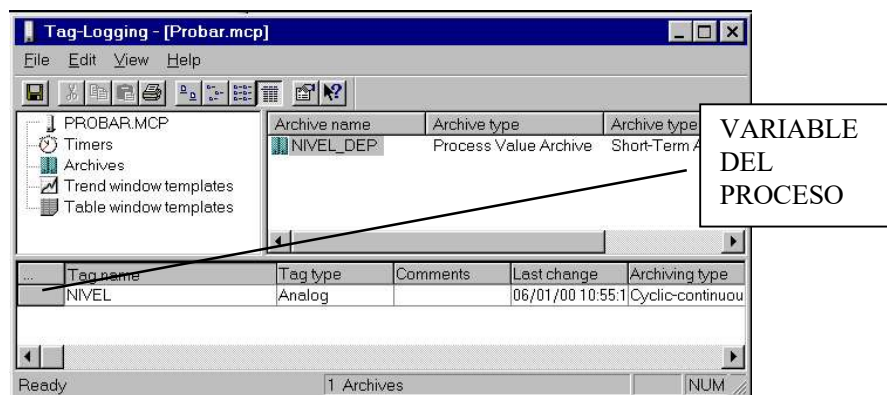 Tag-Logging - [Probar.mcp]
File Edit View Help
PROBAR.MCP
Timers
Archives
Trend window templates
Table window templates
Archive name Archive type Archive type
NIVEL_DEP Process Value Archive Short-Term A
VARIABLE
DEL
PROCESO
... Tag name Tag type Comments Last change Archiving type
NIVEL Analog 06/01/00 10:55:1 Cyclic-continuou
Ready 1 Archives NUM